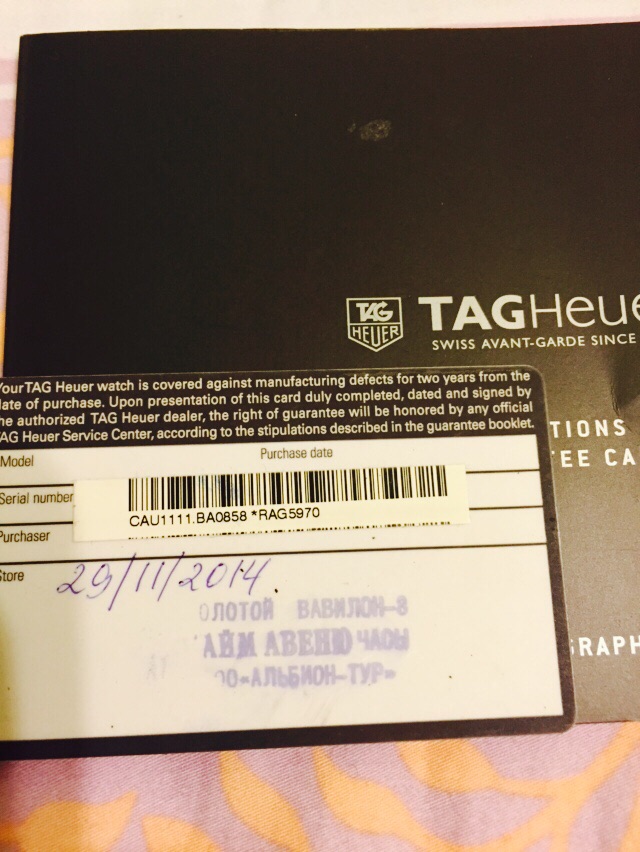 TAG
HEUER
TAGHeue
SWISS AVANT-GARDE SINCE
Your TAG Heuer watch is covered against manufacturing defects for two years from the
date of purchase. Upon presentation of this card duly completed, dated and signed by
the authorized TAG Heuer dealer, the right of guarantee will be honored by any official
TAG Heuer Service Center, according to the stipulations described in the guarantee booklet.
TIONS
TEE CA
Model
Purchase date
Serial number
CAU1111.BA0858 *RAG5970
Purchaser
Store
29/11/2014
ОЛОТОЙ ВАВИЛОН-8
АЙМ АВЕНЮ ЧАСЫ
ОО«АЛЬБИОН-ТУР»
GRAPH